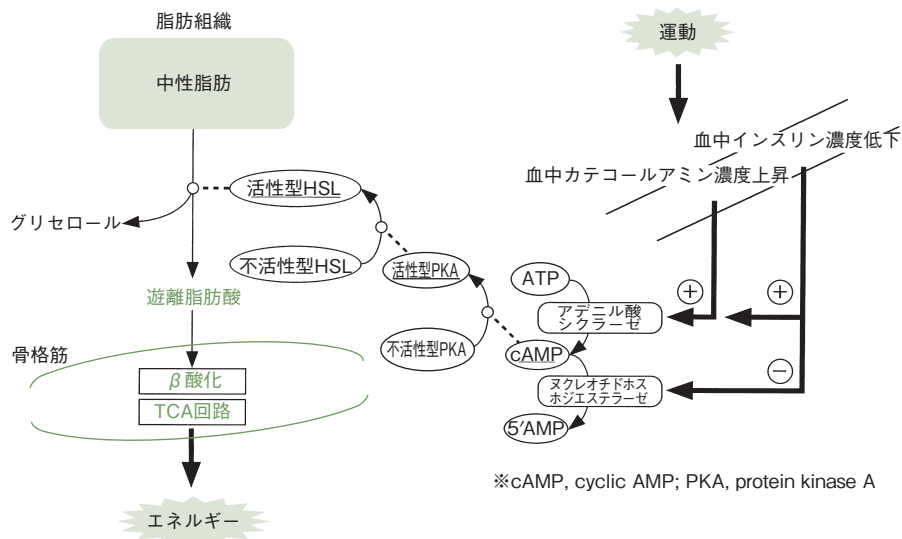 脂肪組織
中性脂肪
運動
血中インスリン濃度低下
血中カテコールアミン濃度上昇
活性型HSL
グリセロール
不活性型HSL
活性型PKA
ATP
遊離脂肪酸
+
+
アデニル酸
シクラーゼ
骨格筋
不活性型PKA
cAMP
β酸化
−
ヌクレオチドホス
ホジエステラーゼ
TCA回路
5′AMP
※cAMP, cyclic AMP; PKA, protein kinase A
エネルギー